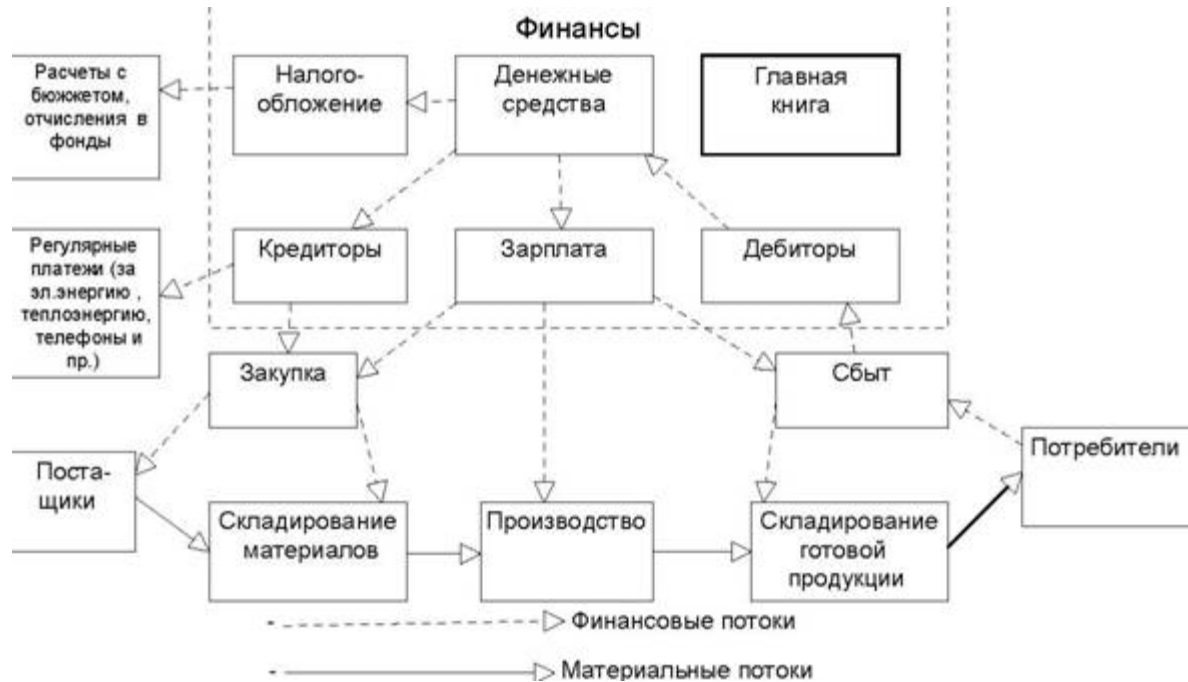 Финансы
Расчеты с
бюжжетом,
отчисления в
фонды
Налого-
обложение
Денежные
средства
Главная
книга
Регулярные
платежи (за
эл.энергию ,
теплоэнергию,
телефоны и
пр.)
Кредиторы
Зарплата
Дебиторы
Закупка
Сбыт
Поста-
щики
Потребители
Складирование
материалов
Производство
Складирование
готовой
продукции
Финансовые потоки
Материальные потоки